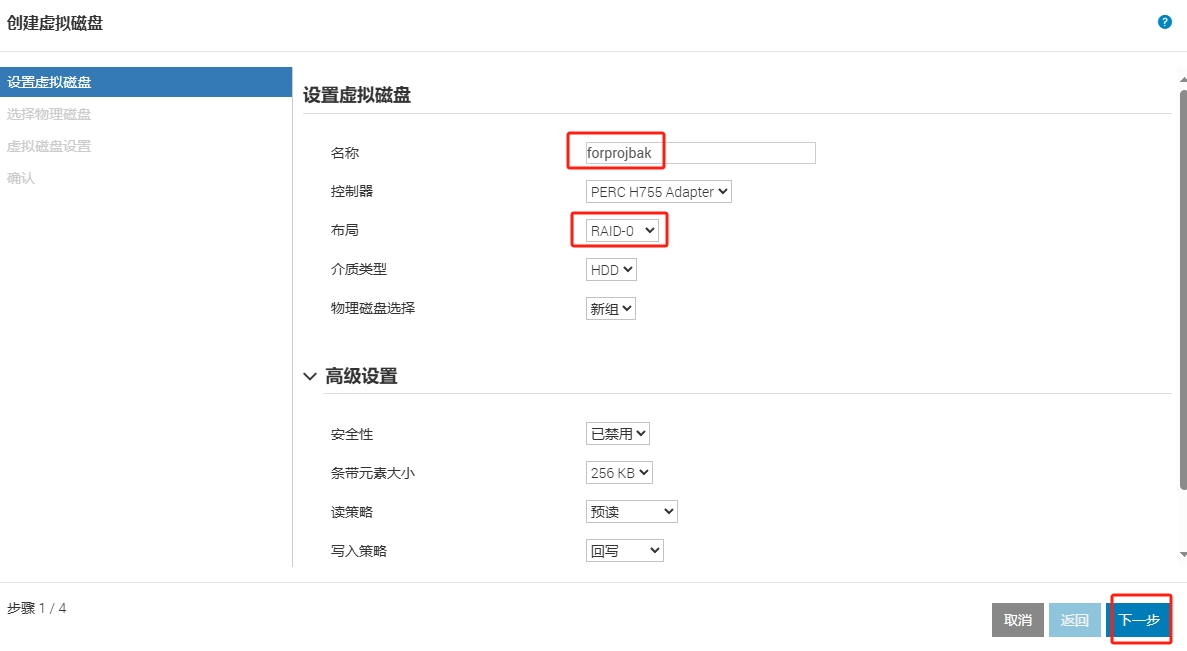 创建虚拟磁盘
?
设置虚拟磁盘
选择物理磁盘
虚拟磁盘设置
确认
设置虚拟磁盘
名称 forprojbak
控制器 PERC H755 Adapter
布局 RAID-0
介质类型 HDD
物理磁盘选择 新组
高级设置
安全性 已禁用
条带元素大小 256 KB
读策略 预读
写入策略 回写
步骤 1 / 4
取消 返回 下一步